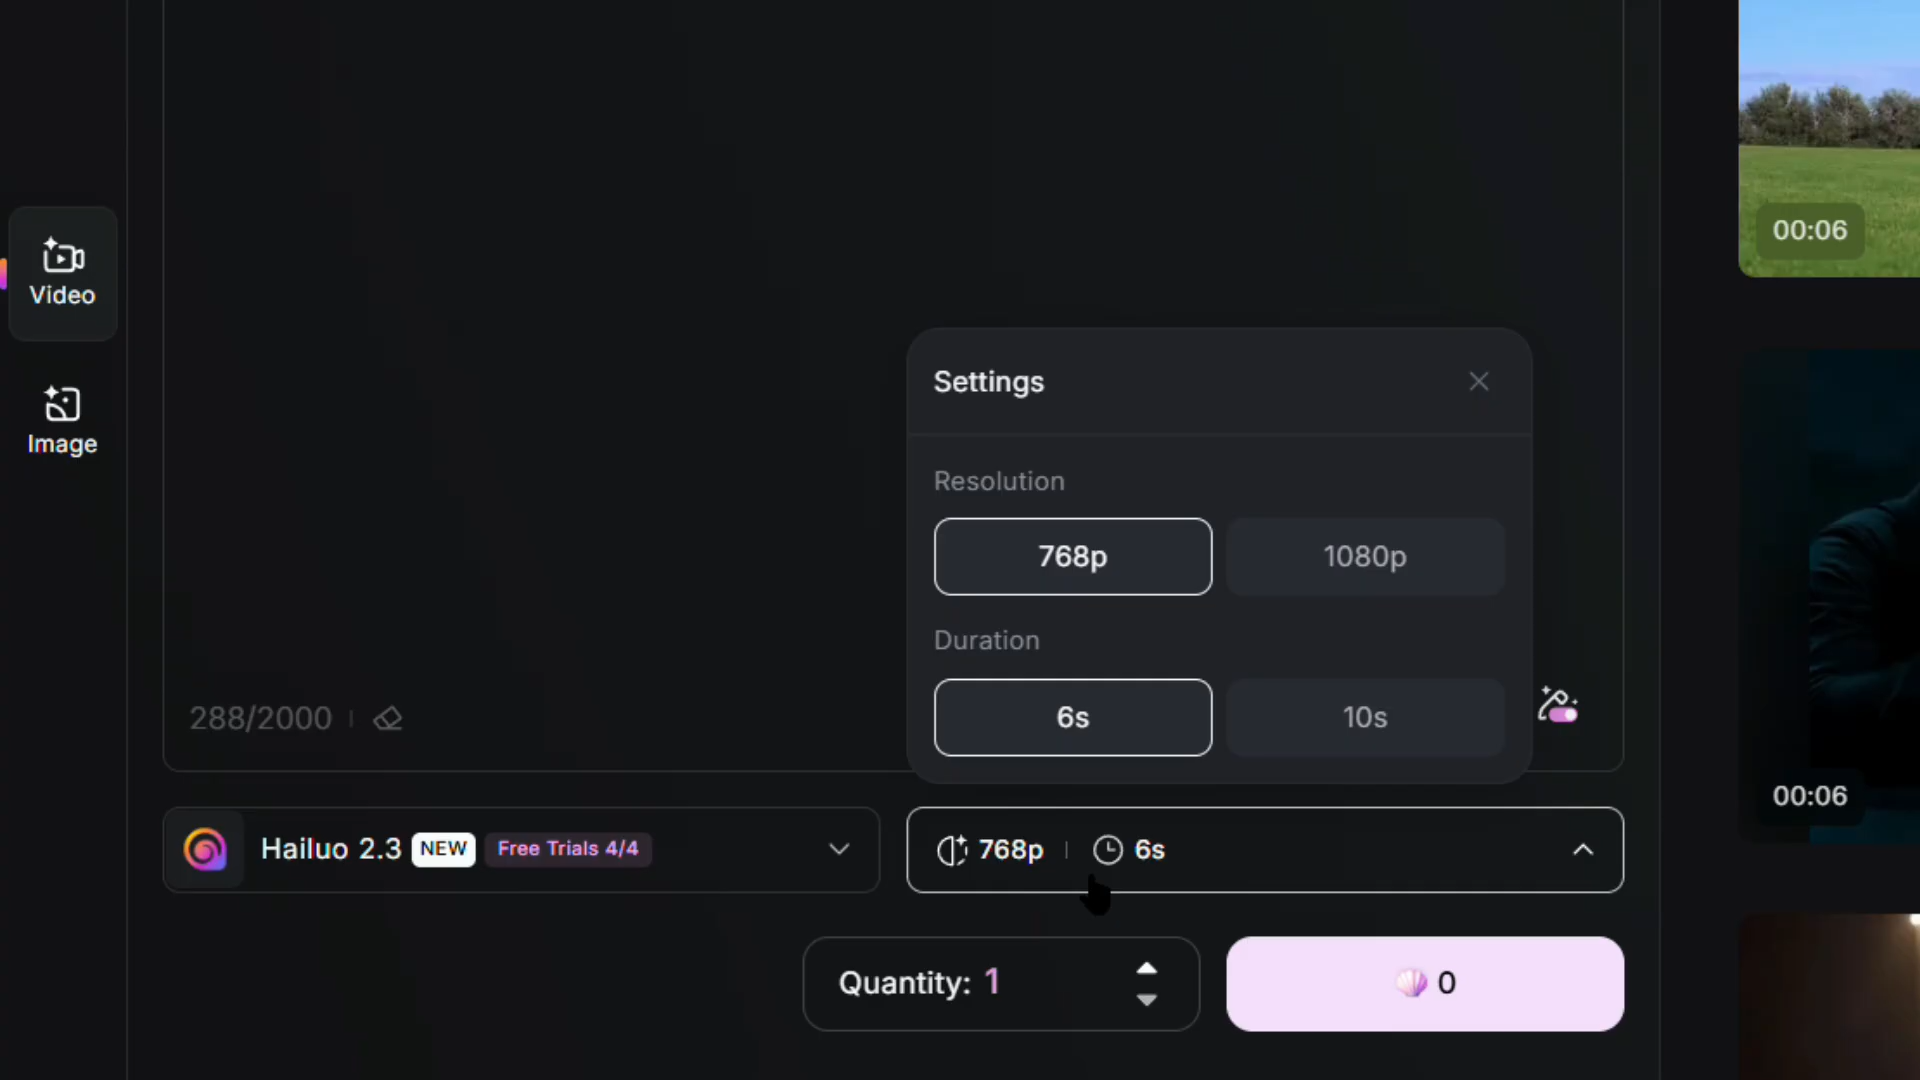 Video
Image
Settings
Resolution
768p
1080p
Duration
6s
10s
288/2000
Hailuo 2.3 NEW Free Trials 4/4
768p 6s
Quantity: 1
0
00:06
00:06